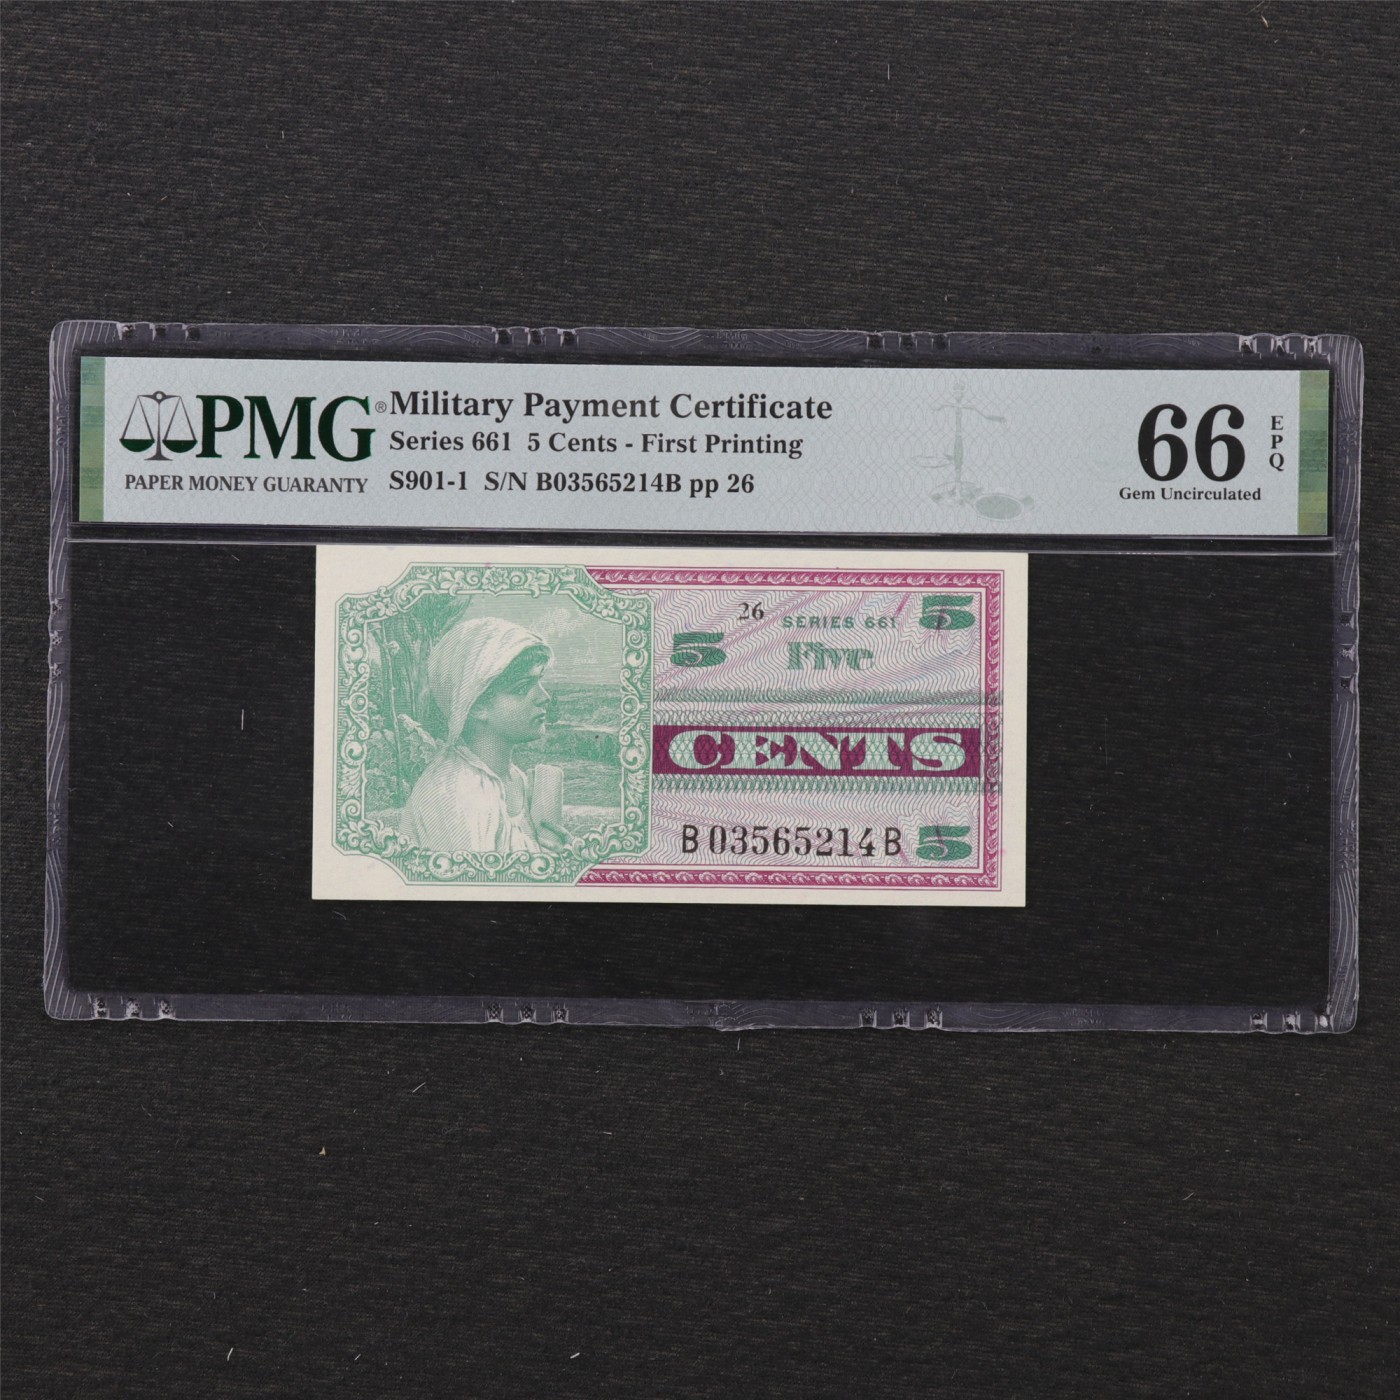 PMG®
PAPER MONEY GUARANTY
Military Payment Certificate
Series 661 5 Cents - First Printing
S901-1 S/N B03565214B pp 26
66 EPQ
Gem Uncirculated
26 SERIES 661 5
5 Five
CENTS
B03565214B 5